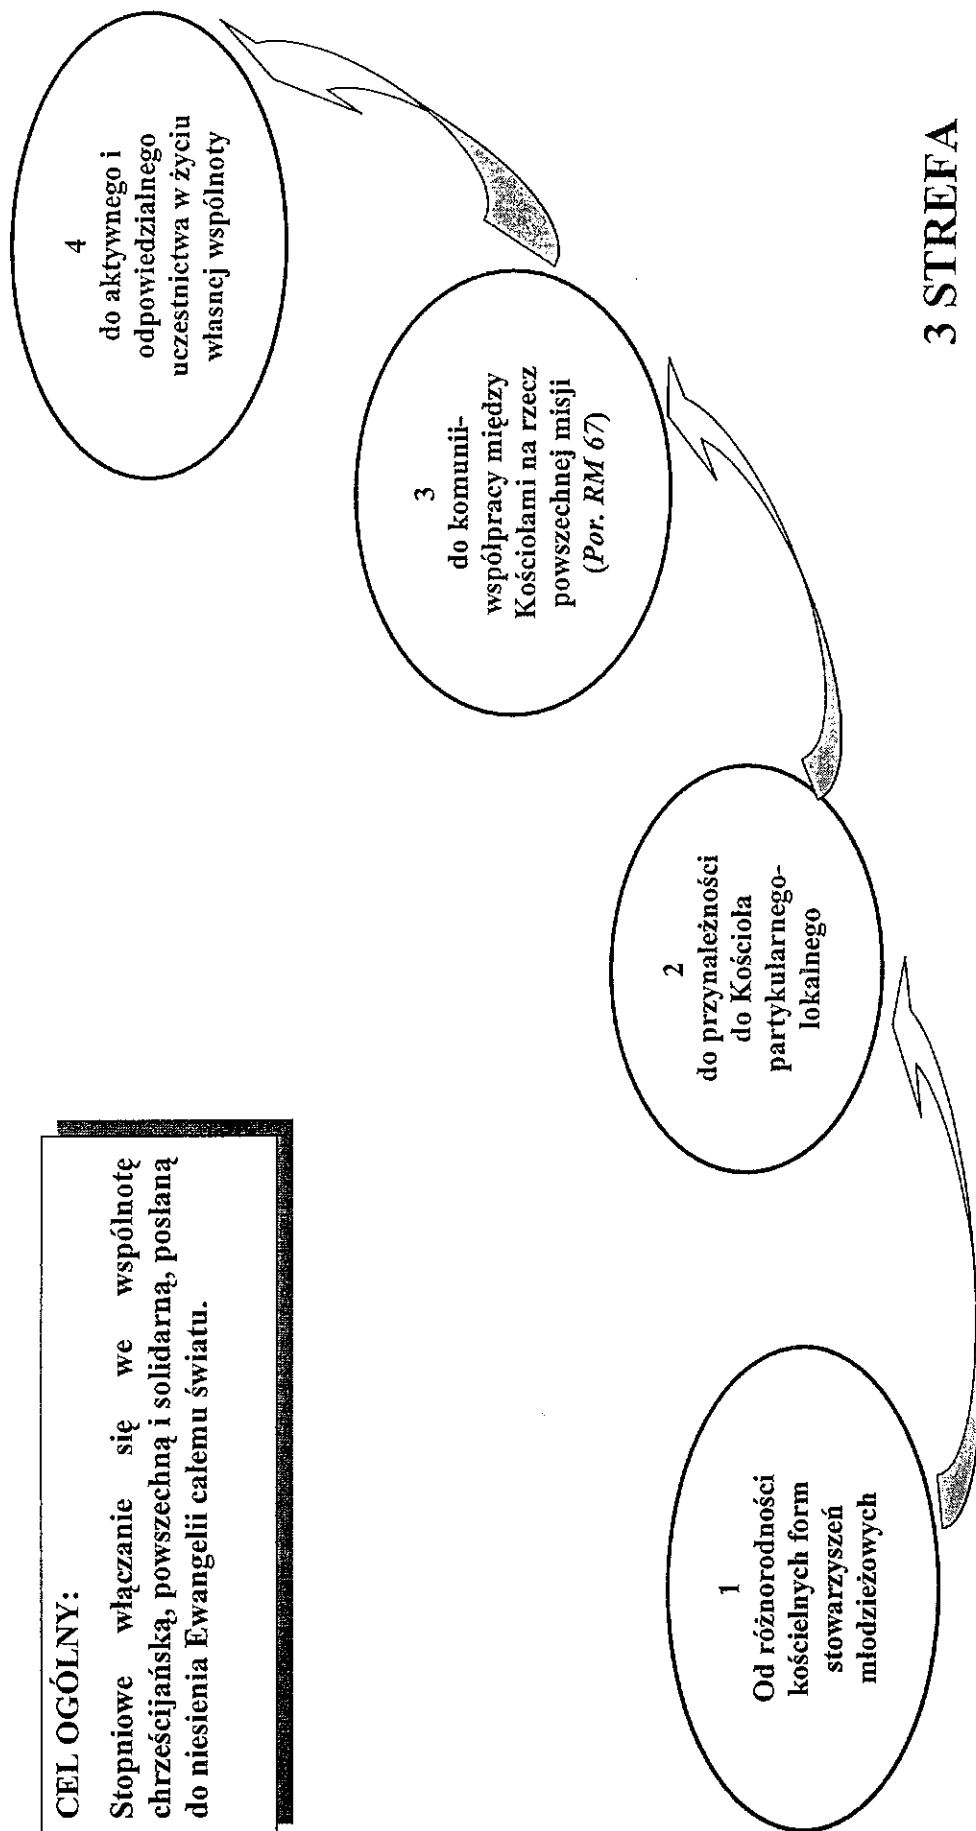 CEL OGÓLNY:
Stopniowe włączanie się we wspólnotę
chrześcijańską, powszechną i solidarną, posłaną
do niesienia Ewangelii całemu światu.
1
Od różnorodności
kościelnych form
stowarzyszeń
młodzieżowych
2
do przynależności
do Kościoła
partykularnego-
lokalnego
3
do komunii-
współpracy między
Kościołami na rzecz
powszechnej misji
(Por. RM 67)
4
do aktywnego i
odpowiedzialnego
uczestnictwa w życiu
własnej wspólnoty
3 STREFA